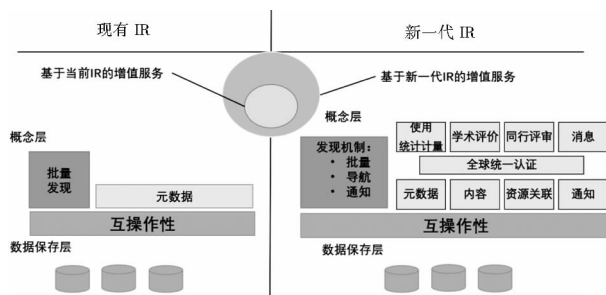 现有 IR
新一代 IR
基于当前IR的增值服务
基于新一代IR的增值服务
概念层
批量
发现
元数据
互操作性
数据保存层
概念层
发现机制：
• 批量
• 导航
• 通知
使用
统计计量
学术评价
同行评审
消息
全球统一认证
元数据
内容
资源关联
通知
互操作性
数据保存层